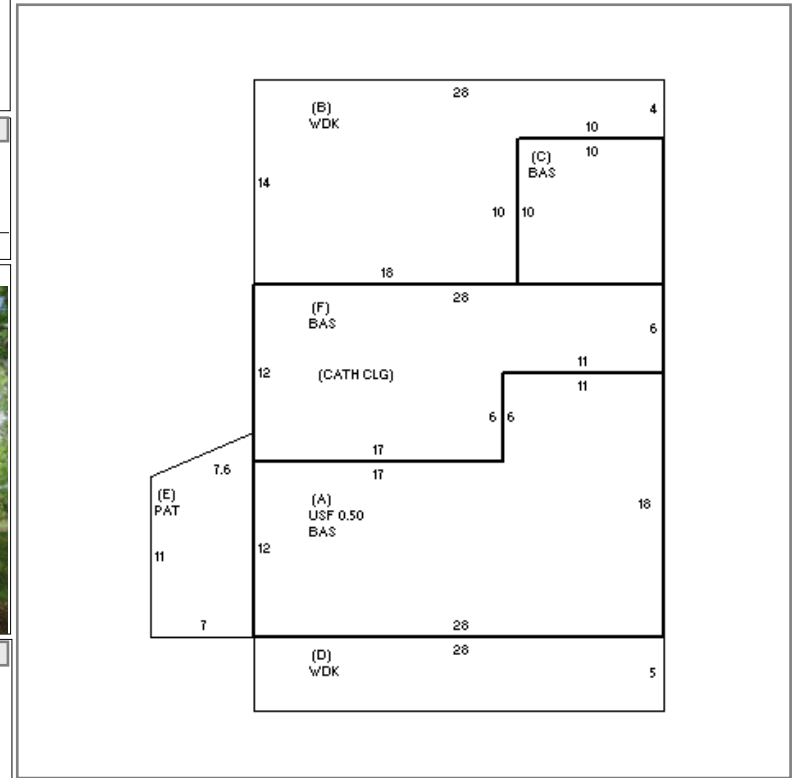 28
(B)
WDK
4
10
10
(C)
BAS
14
10 10
18
28
(F)
BAS
6
11
12 (CATH CLG)
11
6 6
17
7.6
17
(E)
PAT
(A)
USF 0.50
BAS
18
12
11
7
28
28
(D)
WDK
5